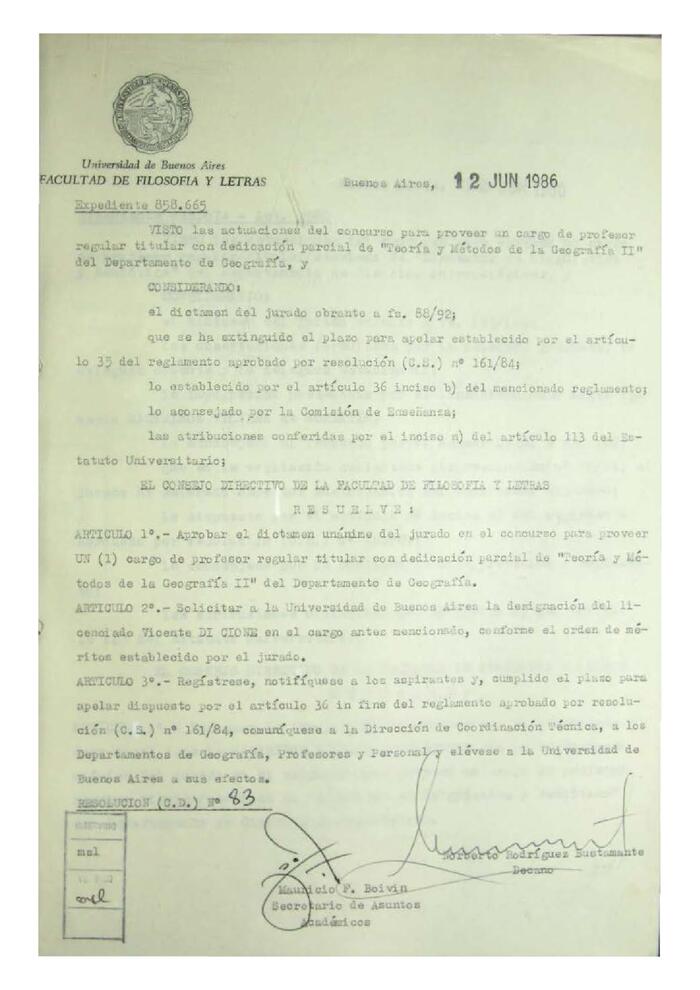 Universidad de Buenos Aires
FACULTAD DE FILOSOFIA Y LETRAS
Buenos Aires, 12 JUN 1986
Expediente 858.665
VISTO las actuaciones del concurso para proveer un cargo de profesor
regular titular con dedicación parcial de "Teoría y Métodos de la Geografía II"
del Departamento de Geografía, y
CONSIDERANDO:
el dictamen del jurado obrante a fs. 88/92;
que se ha extinguido el plazo para apelar establecido por el artícu-
lo 35 del reglamento aprobado por resolución (C.S.) nº 161/84;
lo establecido por el artículo 36 inciso b) del mencionado reglamento;
lo aconsejado por la Comisión de Enseñanza;
las atribuciones conferidas por el inciso n) del artículo 113 del Es-
tatuto Universitario;
EL CONSEJO DIRECTIVO DE LA FACULTAD DE FILOSOFIA Y LETRAS
R E S U E L V E :
ARTICULO 1º.- Aprobar el dictamen unánime del jurado en el concurso para proveer
UN (1) cargo de profesor regular titular con dedicación parcial de "Teoría y Mé-
todos de la Geografía II" del Departamento de Geografía.
ARTICULO 2º.- Solicitar a la Universidad de Buenos Aires la designación del li-
cenciado Vicente DI CIONE en el cargo antes mencionado, conforme el orden de mé-
ritos establecido por el jurado.
ARTICULO 3º.- Regístrese, notifíquese a los aspirantes y, cumplido el plazo para
apelar dispuesto por el artículo 36 in fine del reglamento aprobado por resolu-
ción (C.S.) nº 161/84, comuníquese a la Dirección de Coordinación Técnica, a los
Departamentos de Geografía, Profesores y Personal y elévese a la Universidad de
Buenos Aires a sus efectos.
RESOLUCION (C.D.) Nº 83
msl
Norberto Rodríguez Bustamante
Decano
Mauricio F. Boivin
Secretario de Asuntos
Académicos